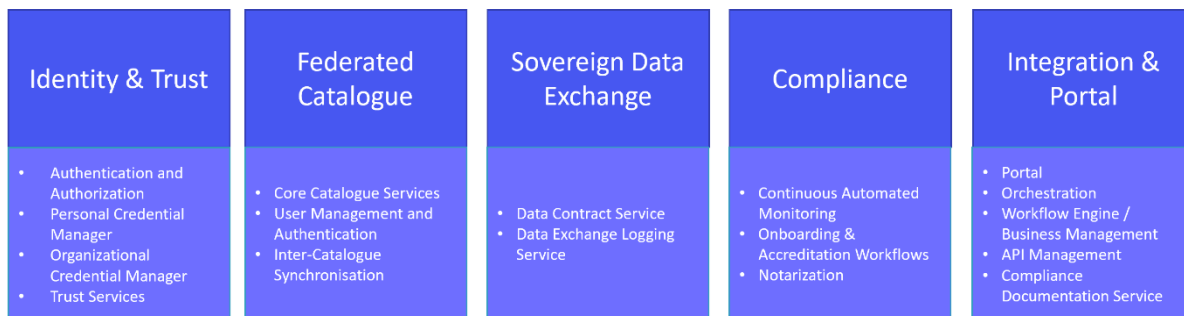 Identity & Trust
• Authentication and
Authorization
• Personal Credential
Manager
• Organizational
Credential Manager
• Trust Services
Federated
Catalogue
• Core Catalogue Services
• User Management and
Authentication
• Inter-Catalogue
Synchronisation
Sovereign Data
Exchange
• Data Contract Service
• Data Exchange Logging
Service
Compliance
• Continuous Automated
Monitoring
• Onboarding &
Accreditation Workflows
• Notarization
Integration &
Portal
• Portal
• Orchestration
• Workflow Engine /
Business Management
• API Management
• Compliance
Documentation Service